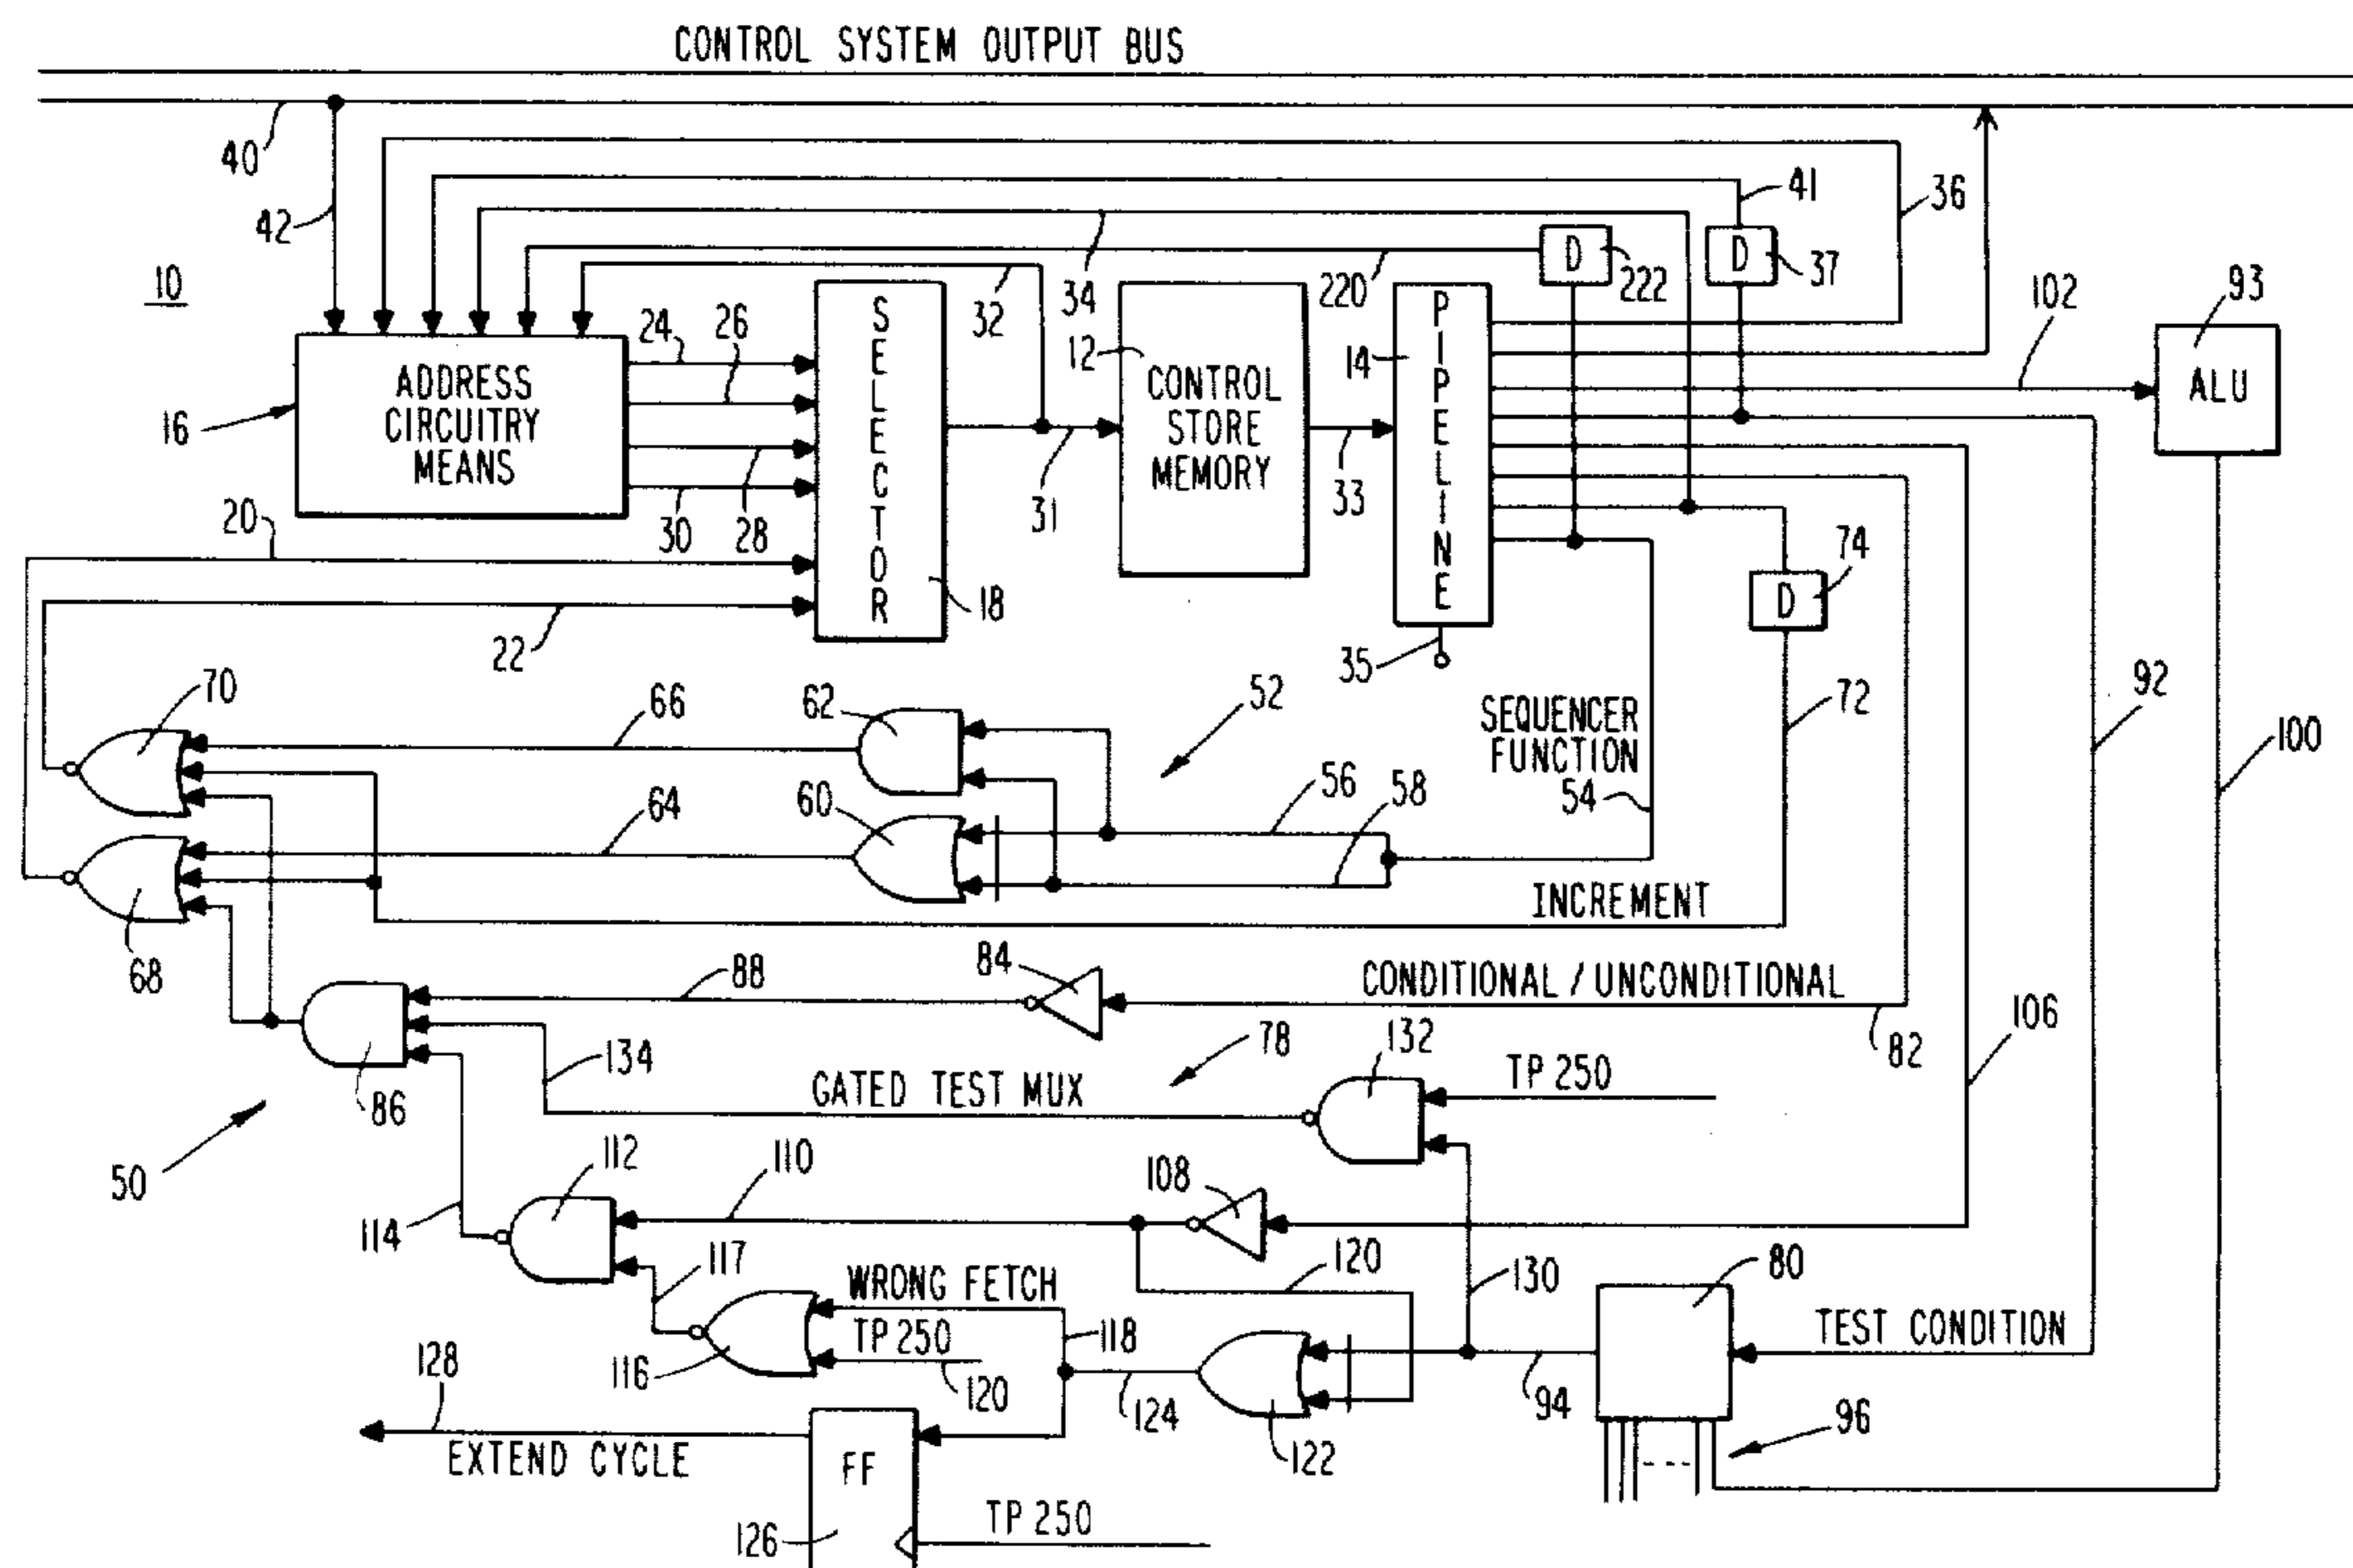 CONTROL SYSTEM OUTPUT BUS
40
42
10
41
36
D
222
D
37
220
34
32
102
93
ALU
16
ADDRESS
CIRCUITRY
MEANS
24
26
30
28
SELECTOR
18
31
12
CONTROL
STORE
MEMORY
33
14
PIPELINE
35
20
22
74
D
72
92
100
70
66
62
52
SEQUENCER
FUNCTION
54
64
60
56
58
68
INCREMENT
88
84
CONDITIONAL / UNCONDITIONAL
82
106
86
134
78
132
TP 250
GATED TEST MUX
50
114
112
110
108
120
130
80
TEST CONDITION
117
WRONG FETCH
TP 250
116
120
118
124
122
94
96
128
EXTEND CYCLE
FF
126
TP 250